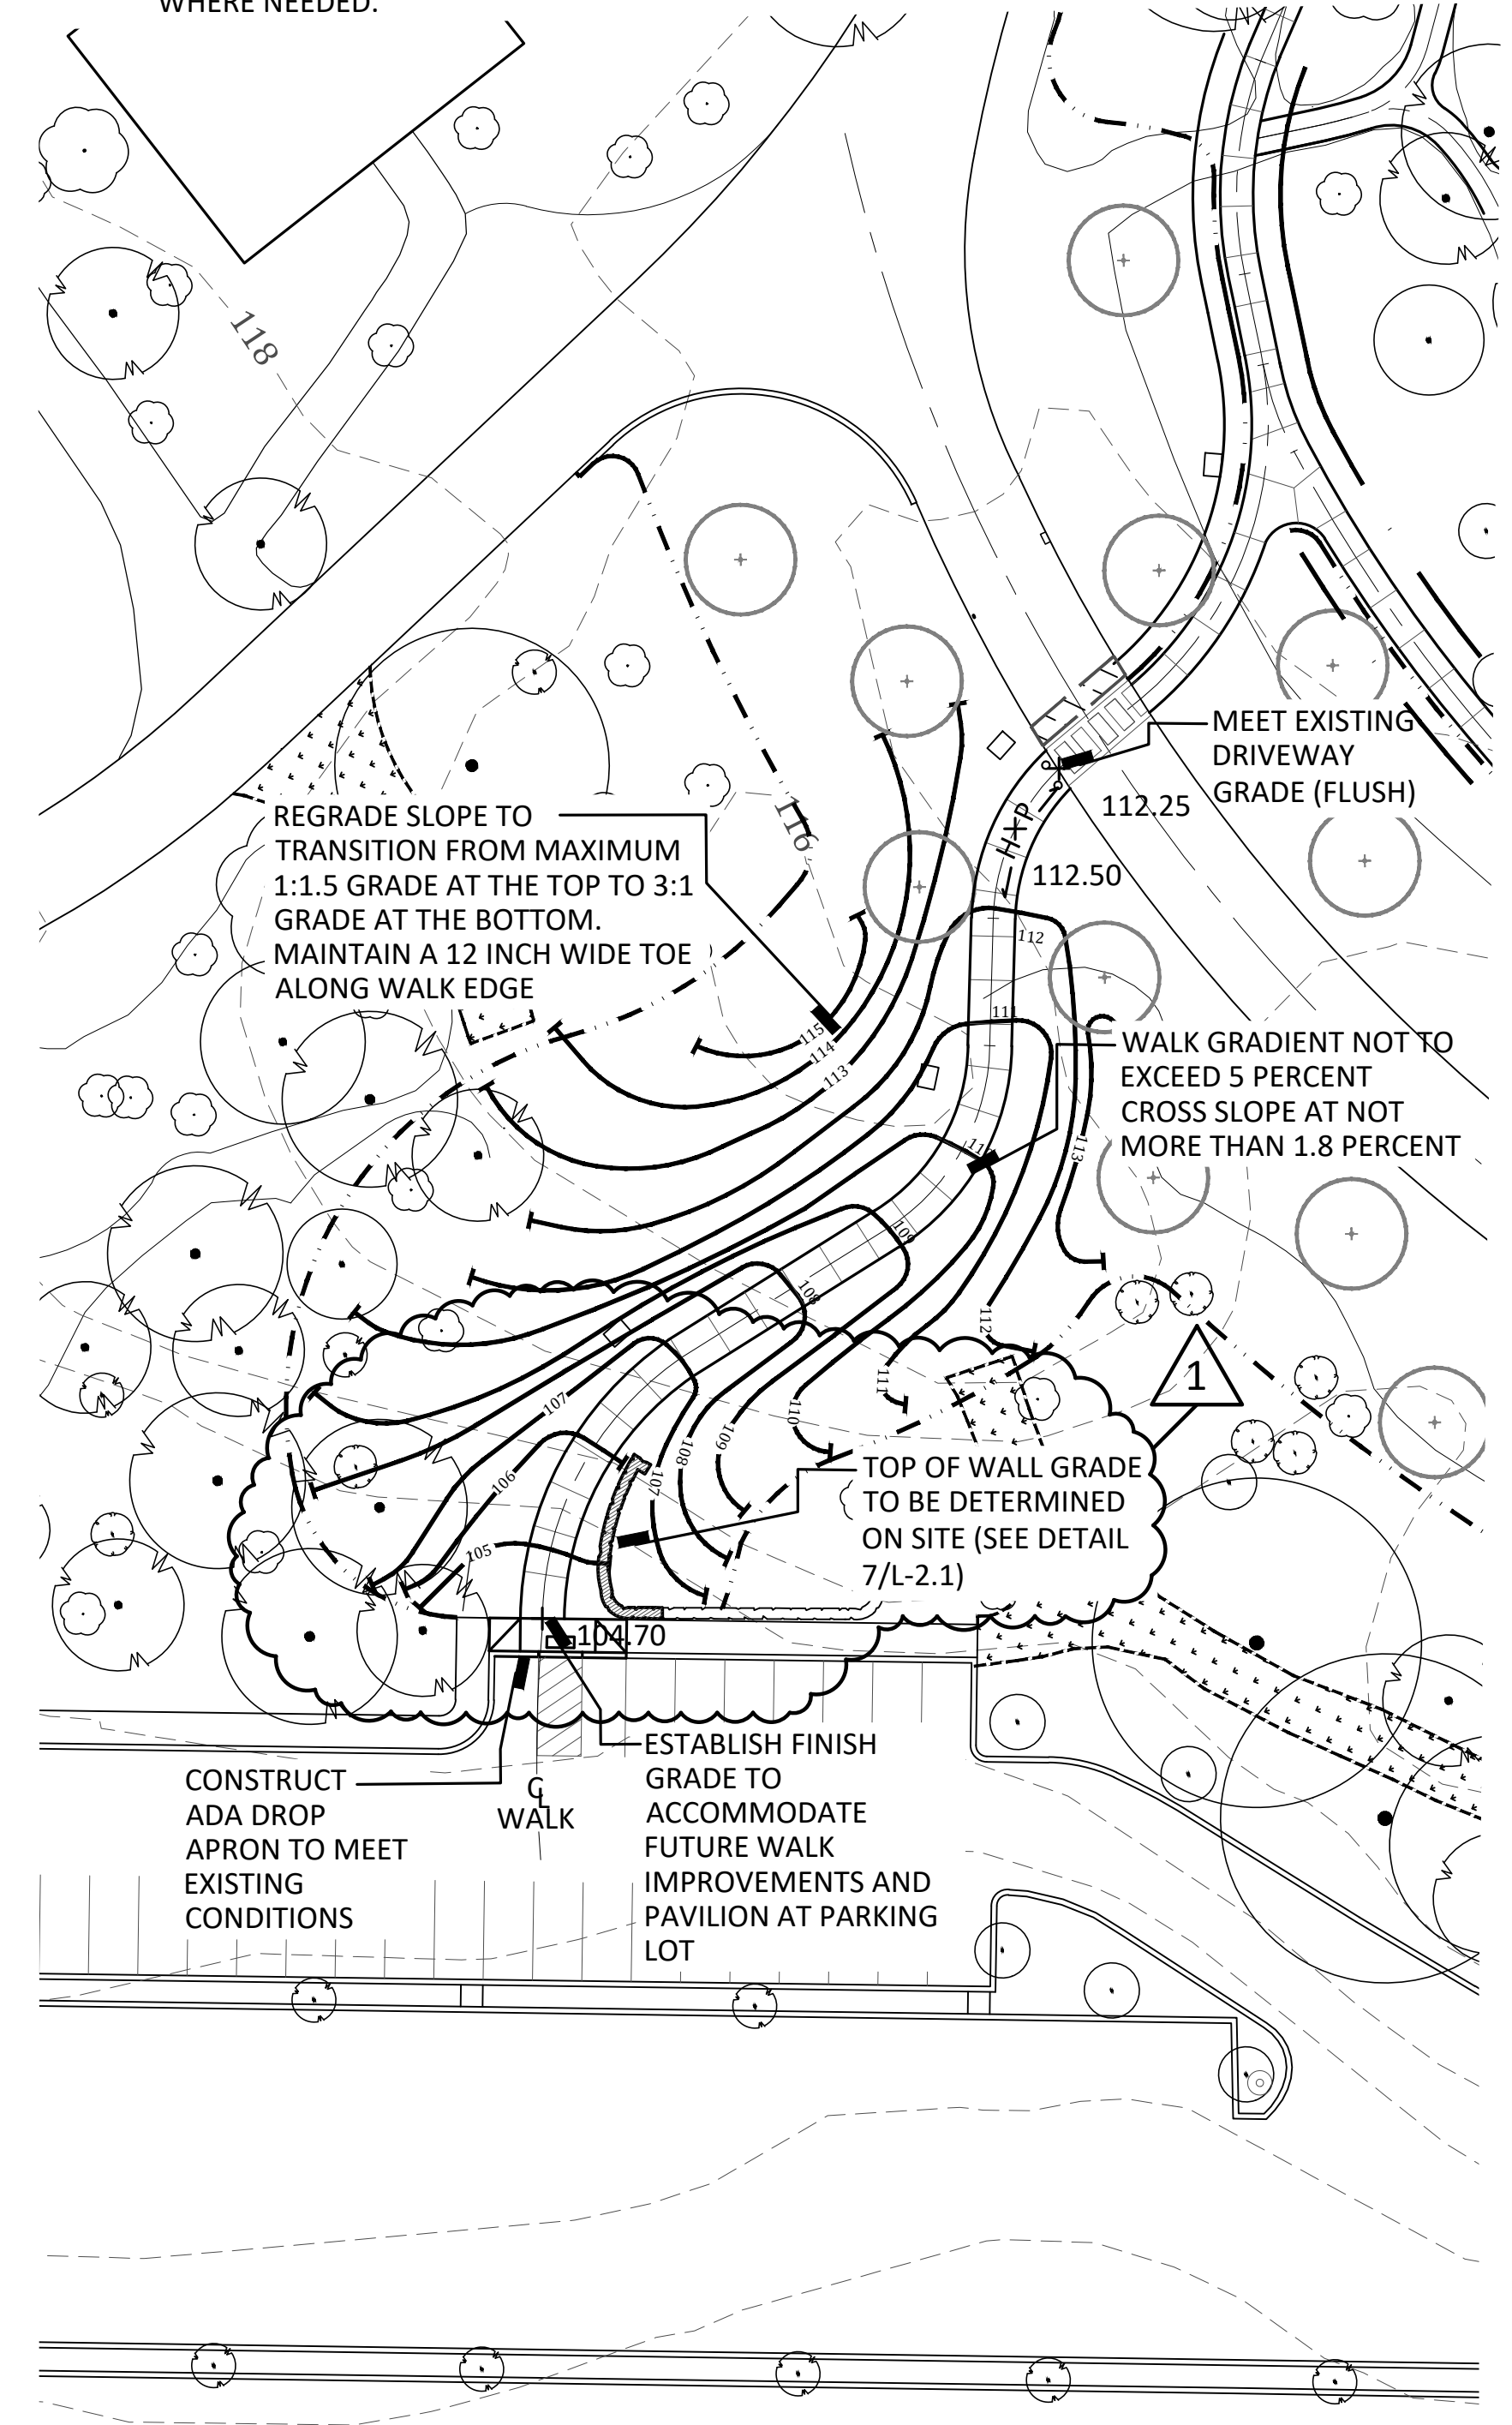 WHERE NEEDED.
118
116
MEET EXISTING
DRIVEWAY
GRADE (FLUSH)
112.25
HXP
112.50
REGRADE SLOPE TO
TRANSITION FROM MAXIMUM
1:1.5 GRADE AT THE TOP TO 3:1
GRADE AT THE BOTTOM.
MAINTAIN A 12 INCH WIDE TOE
ALONG WALK EDGE
112
111
115
114
113
WALK GRADIENT NOT TO
EXCEED 5 PERCENT
CROSS SLOPE AT NOT
MORE THAN 1.8 PERCENT
113
109
108
112
1
111
110
107
109
108
107
106
105
TOP OF WALL GRADE
TO BE DETERMINED
ON SITE (SEE DETAIL
7/L-2.1)
104.70
ESTABLISH FINISH
GRADE TO
ACCOMMODATE
FUTURE WALK
IMPROVEMENTS AND
PAVILION AT PARKING
LOT
CONSTRUCT
ADA DROP
APRON TO MEET
EXISTING
CONDITIONS
CL
WALK